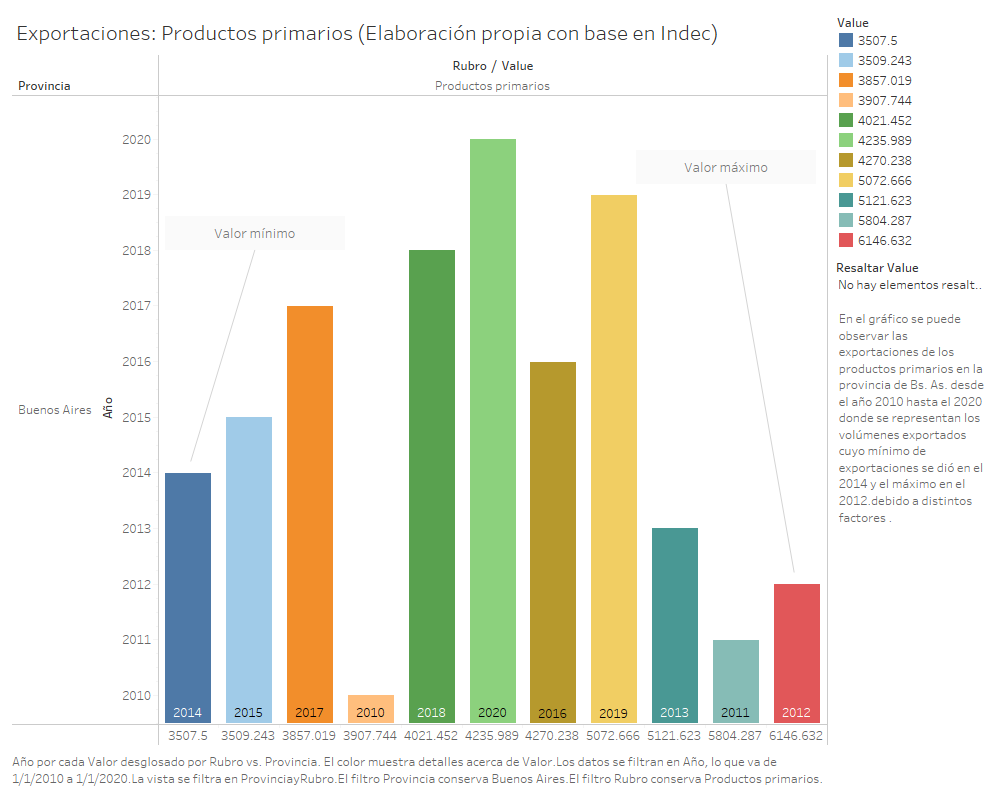 Exportaciones: Productos primarios (Elaboración propia con base en Indec)
Rubro / Value
Provincia
Productos primarios
2020
2019
2018
2017
2016
2015
2014
2013
2012
2011
2010
Buenos Aires
Año
Valor mínimo
Valor máximo
2014 2015 2017 2010 2018 2020 2016 2019 2013 2011 2012
3507.5 3509.243 3857.019 3907.744 4021.452 4235.989 4270.238 5072.666 5121.623 5804.287 6146.632
Value
3507.5
3509.243
3857.019
3907.744
4021.452
4235.989
4270.238
5072.666
5121.623
5804.287
6146.632
Resaltar Value
No hay elementos resalt..
En el gráfico se puede
observar las
exportaciones de los
productos primarios en la
provincia de Bs. As. desde
el año 2010 hasta el 2020
donde se representan los
volúmenes exportados
cuyo mínimo de
exportaciones se dió en el
2014 y el máximo en el
2012.debido a distintos
factores .
Año por cada Valor desglosado por Rubro vs. Provincia. El color muestra detalles acerca de Valor.Los datos se filtran en Año, lo que va de
1/1/2010 a 1/1/2020.La vista se filtra en ProvinciayRubro.El filtro Provincia conserva Buenos Aires.El filtro Rubro conserva Productos primarios.